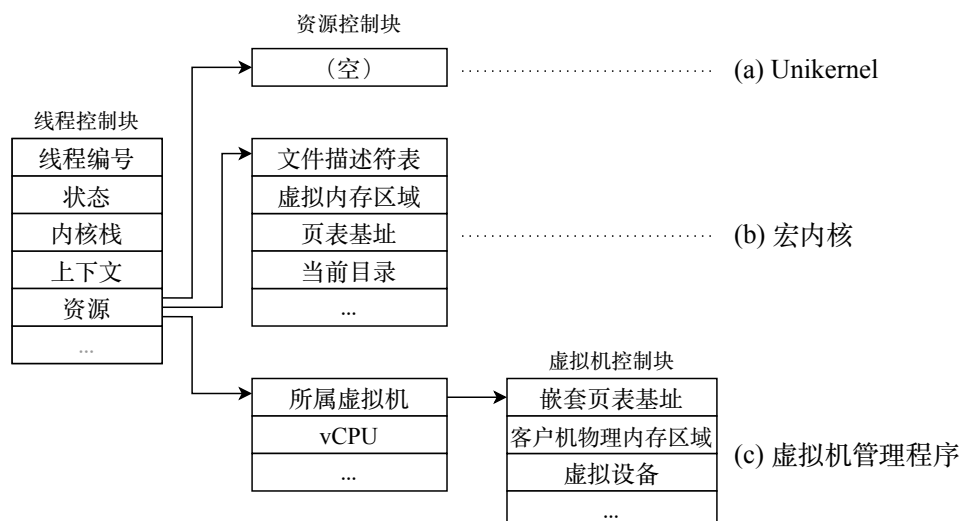 资源控制块
（空）
(a) Unikernel
线程控制块
线程编号
状态
内核栈
上下文
资源
...
文件描述符表
虚拟内存区域
页表基址
当前目录
...
(b) 宏内核
所属虚拟机
vCPU
...
虚拟机控制块
嵌套页表基址
客户机物理内存区域
虚拟设备
...
(c) 虚拟机管理程序